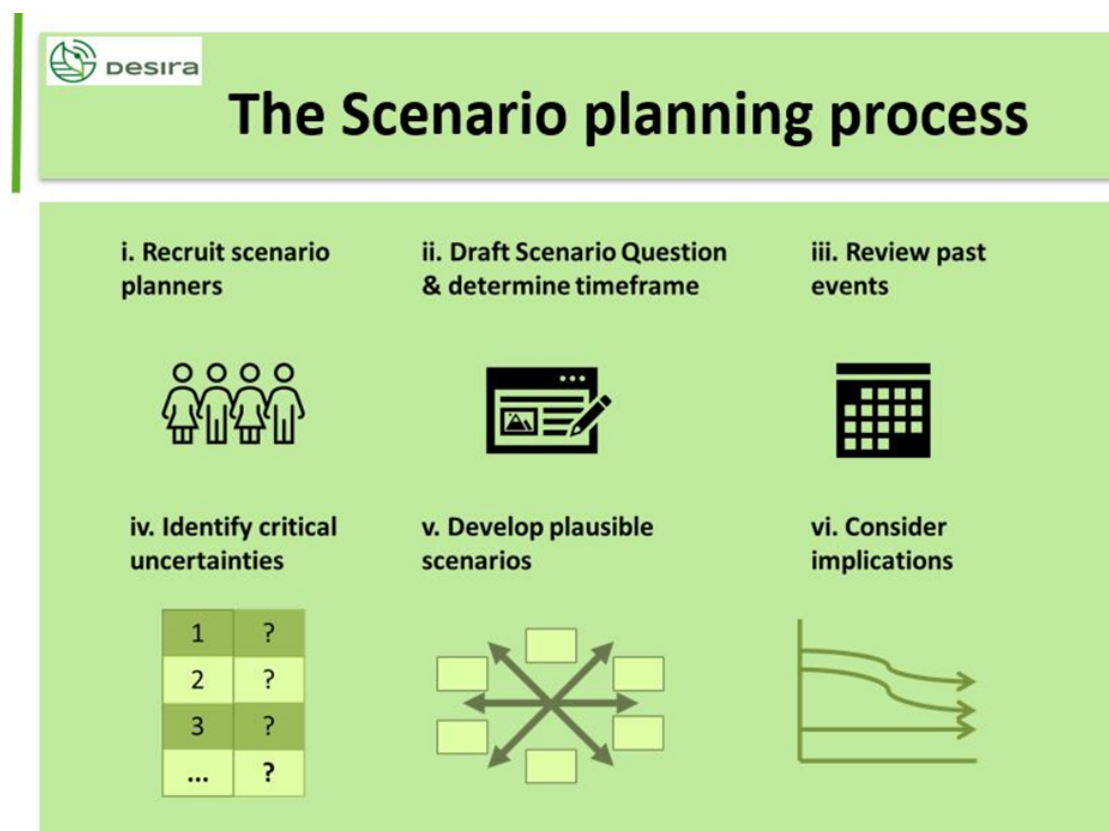 DESIRA
The Scenario planning process
i. Recruit scenario
planners
ii. Draft Scenario Question
& determine timeframe
iii. Review past
events
iv. Identify critical
uncertainties
v. Develop plausible
scenarios
vi. Consider
implications
1 ?
2 ?
3 ?
... ?